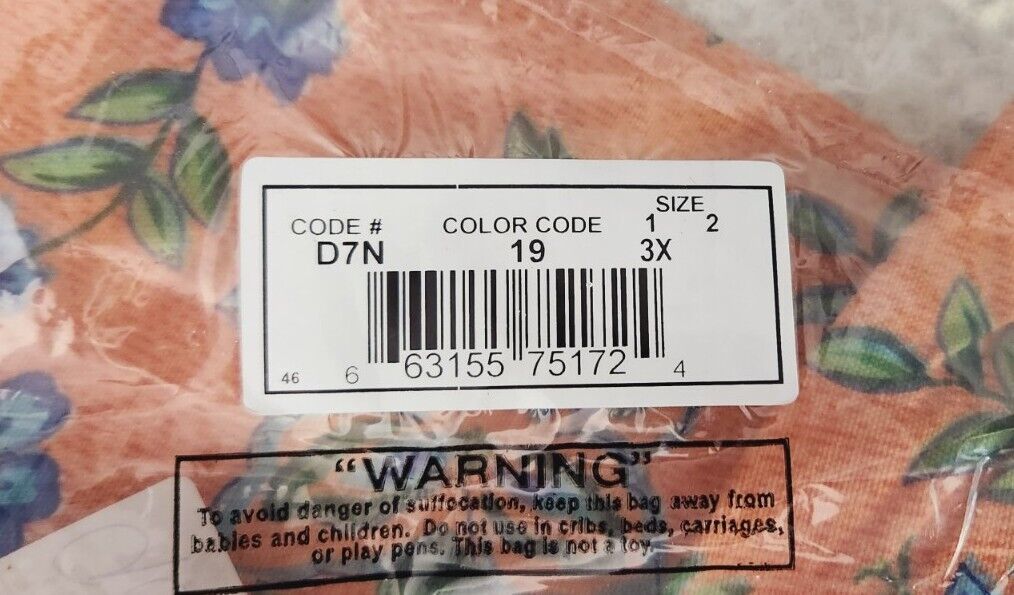 SIZE
CODE # COLOR CODE 1 2
D7N 19 3X
46 6 63155 75172 4
“WARNING”
To avoid danger of suffocation, keep this bag away from
babies and children. Do not use in cribs, beds, carriages,
or play pens. This bag is not a toy.